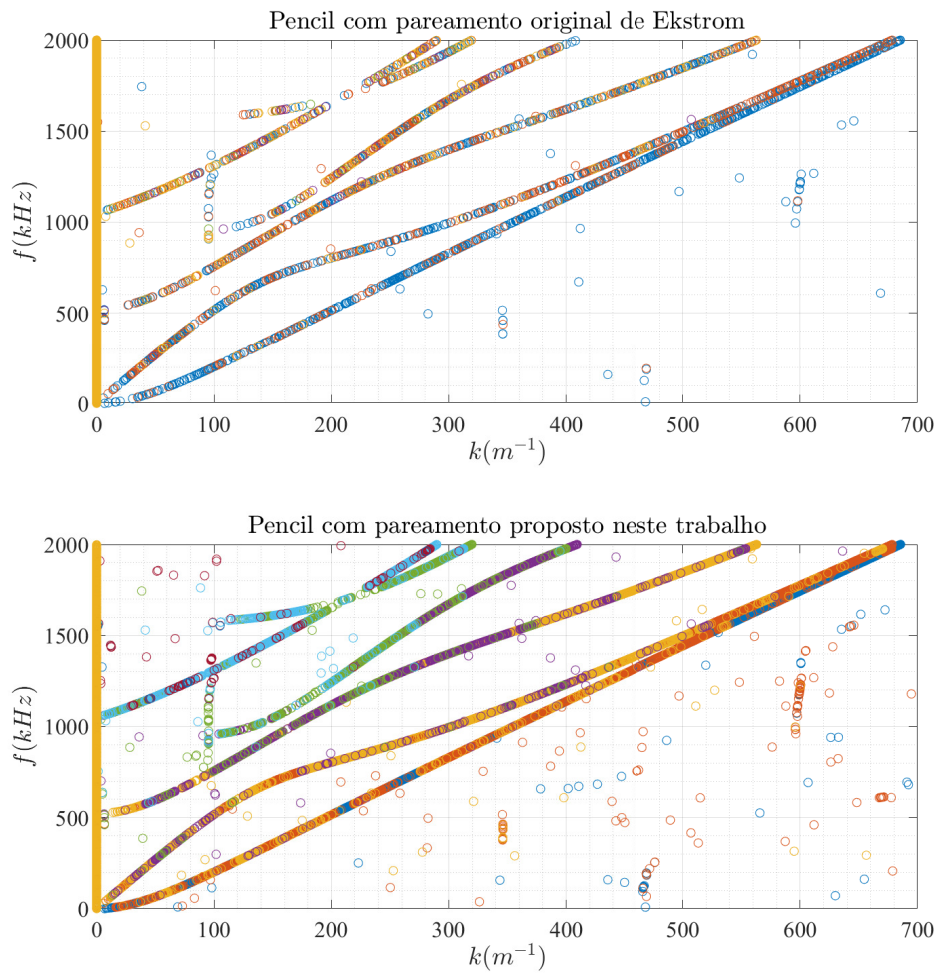 Pencil com pareamento original de Ekstrom
2000
1500
1000
500
0
f(kHz)
0 100 200 300 400 500 600 700
k(m⁻¹)
Pencil com pareamento proposto neste trabalho
2000
1500
1000
500
0
f(kHz)
0 100 200 300 400 500 600 700
k(m⁻¹)